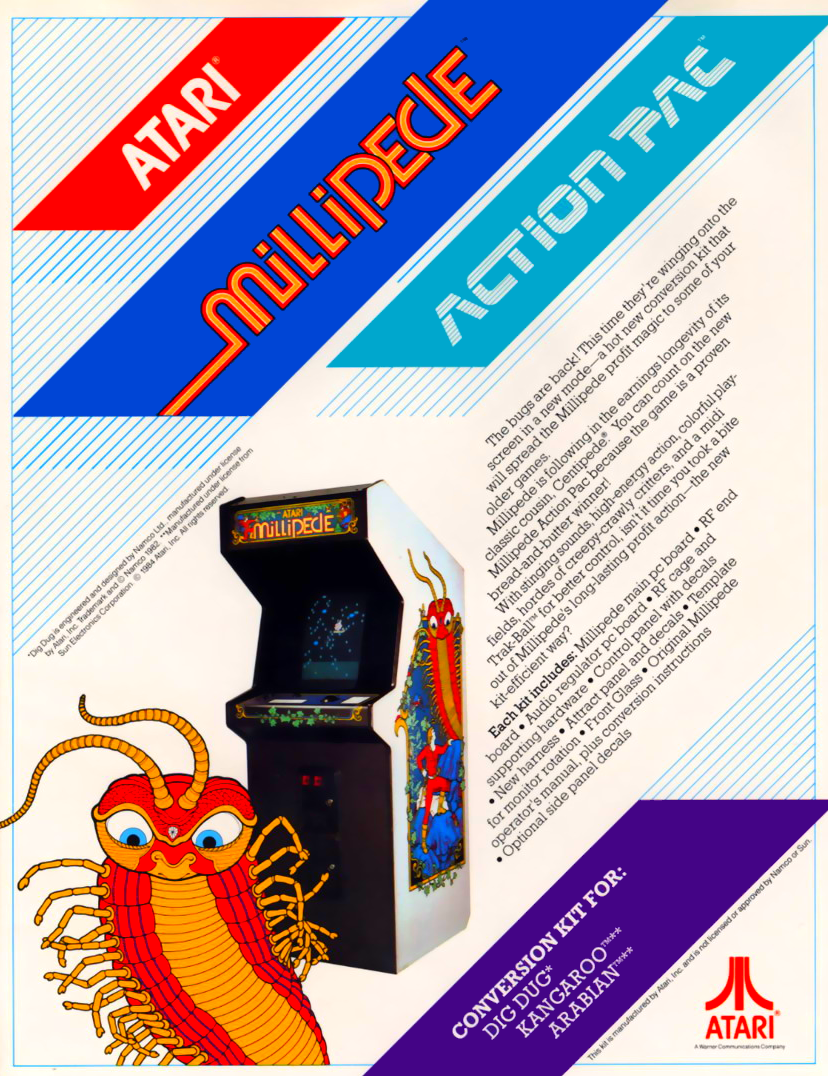 ATARI®
MILLIPEDE™
ACTION PAC™
The bugs are back! This time they're winging onto the
screen in a new mode—a hot new conversion kit that
will spread the Millipede profit magic to some of your
older games.
Millipede is following in the earnings longevity of its
classic cousin, Centipede®. You can count on the new
Millipede Action Pac because the game is a proven
bread-and-butter winner!
With stinging sounds, high-energy action, colorful play-
fields, hordes of creepy-crawly critters, and a midi
Trak-Ball™ for better control, isn't it time you took a bite
out of Millipede's long-lasting profit action—the new
kit-efficient way?
Each kit includes: Millipede main pc board • RF end
board • Audio regulator pc board • RF cage and
supporting hardware • Control panel with decals
• New harness • Attract panel and decals • Template
for monitor rotation • Front Glass • Original Millipede
operator's manual, plus conversion instructions
• Optional side panel decals
*Dig Dug is engineered and designed by Namco Ltd., manufactured under license
by Atari, Inc. Trademark and © Namco 1982. **Manufactured under license from
Sun Electronics Corporation. © 1984 Atari, Inc. All rights reserved.
ATARI
MILLIPEDE
CONVERSION KIT FOR:
DIG DUG*
KANGAROO™**
ARABIAN™**
This kit is manufactured by Atari, Inc. and is not licensed or approved by Namco or Sun.
ATARI®
A Warner Communications Company